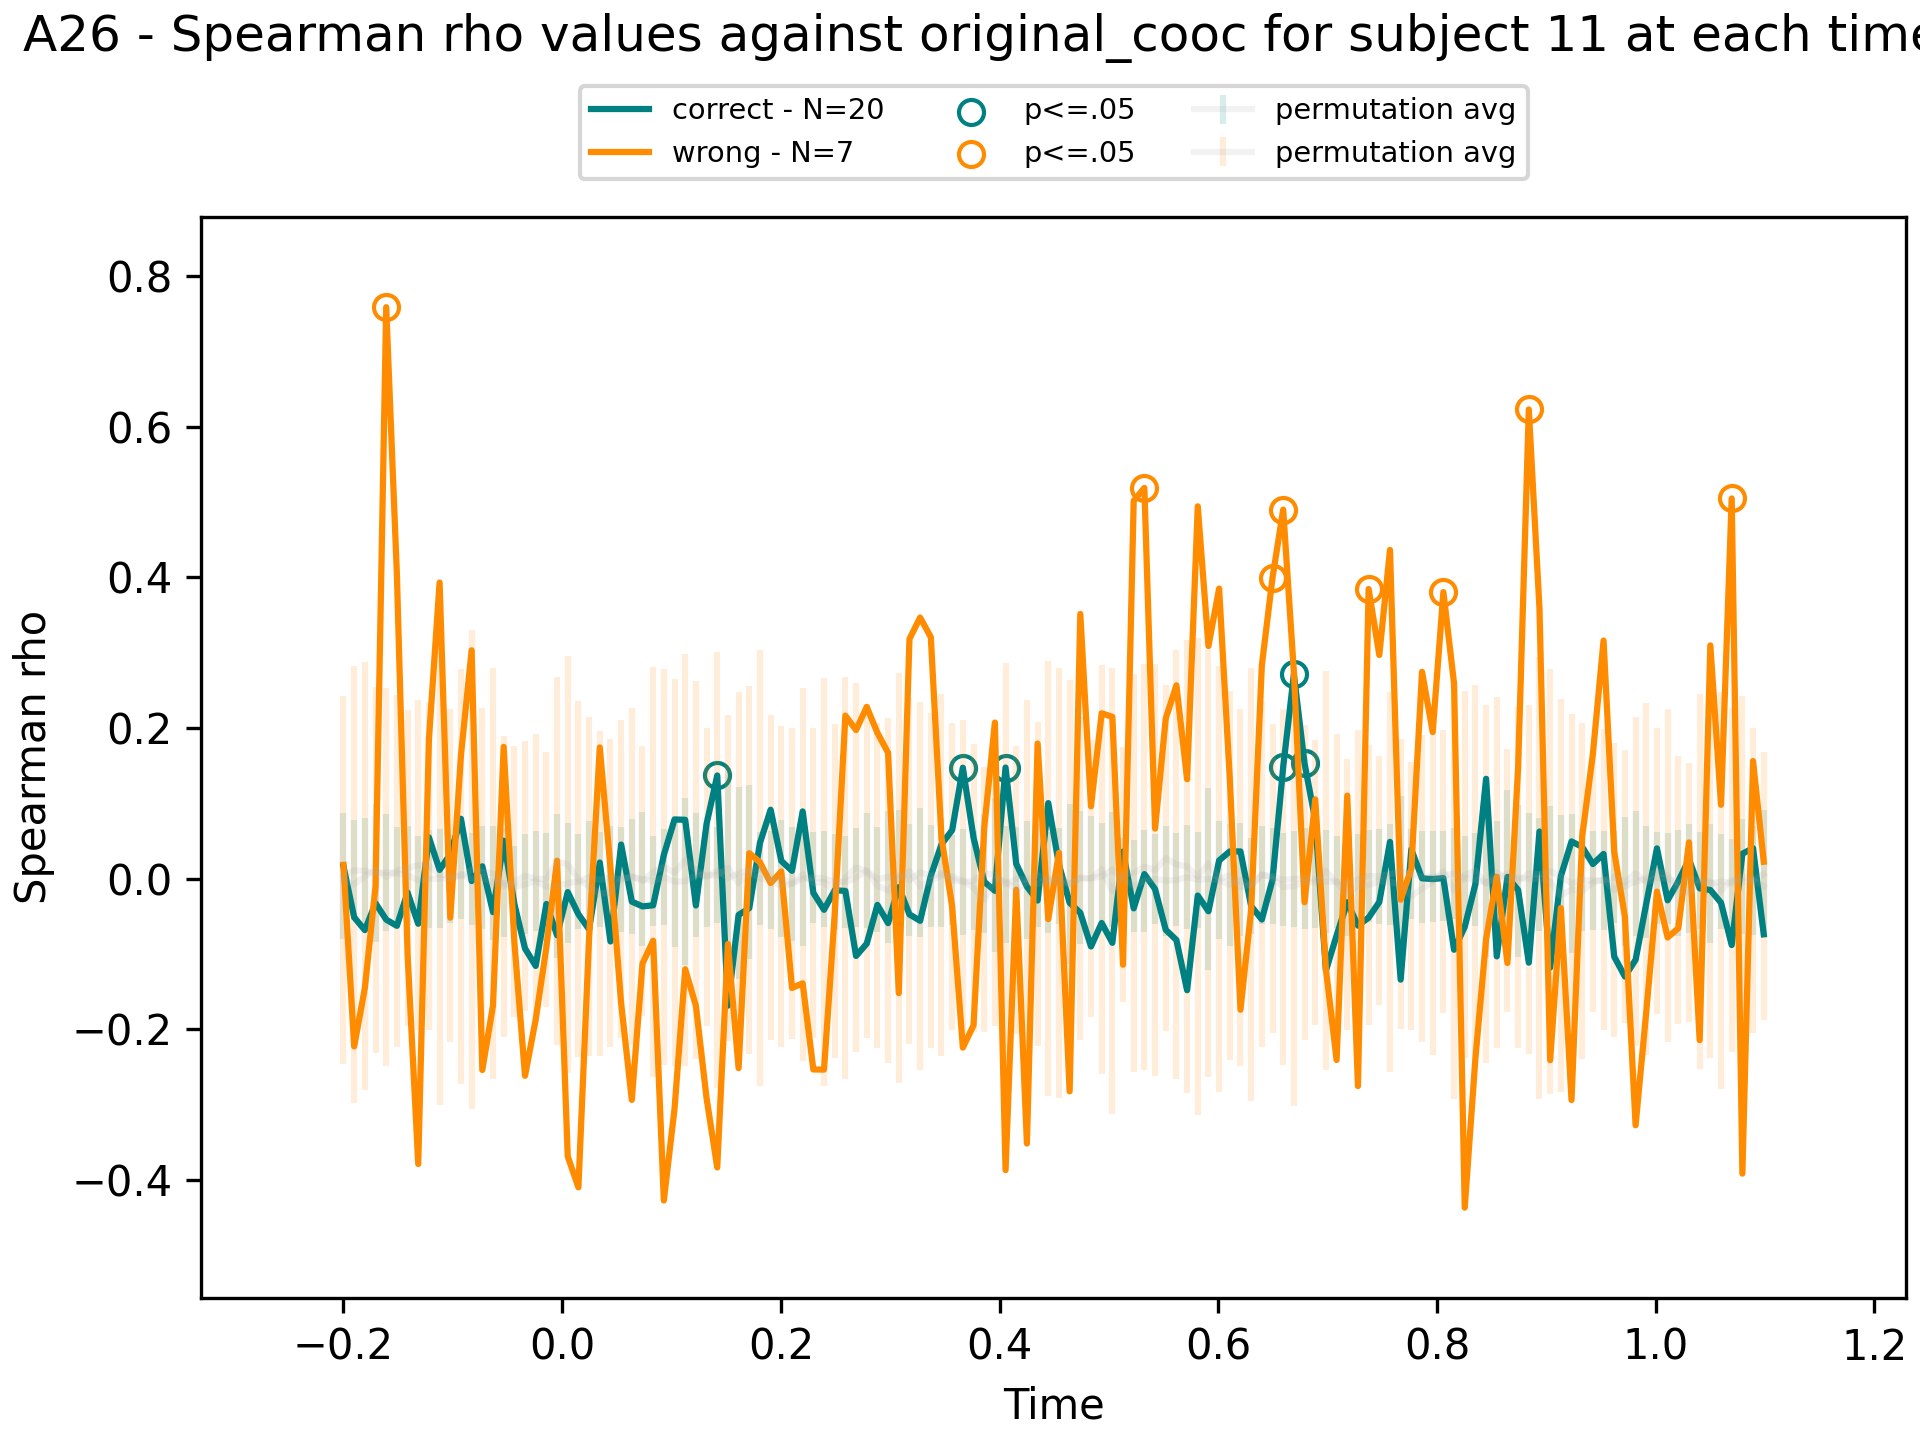 A26 - Spearman rho values against original_cooc for subject 11 at each time
correct - N=20
wrong - N=7
p<=.05
p<=.05
permutation avg
permutation avg
Spearman rho
0.8
0.6
0.4
0.2
0.0
−0.2
−0.4
−0.2
0.0
0.2
0.4
0.6
0.8
1.0
1.2
Time